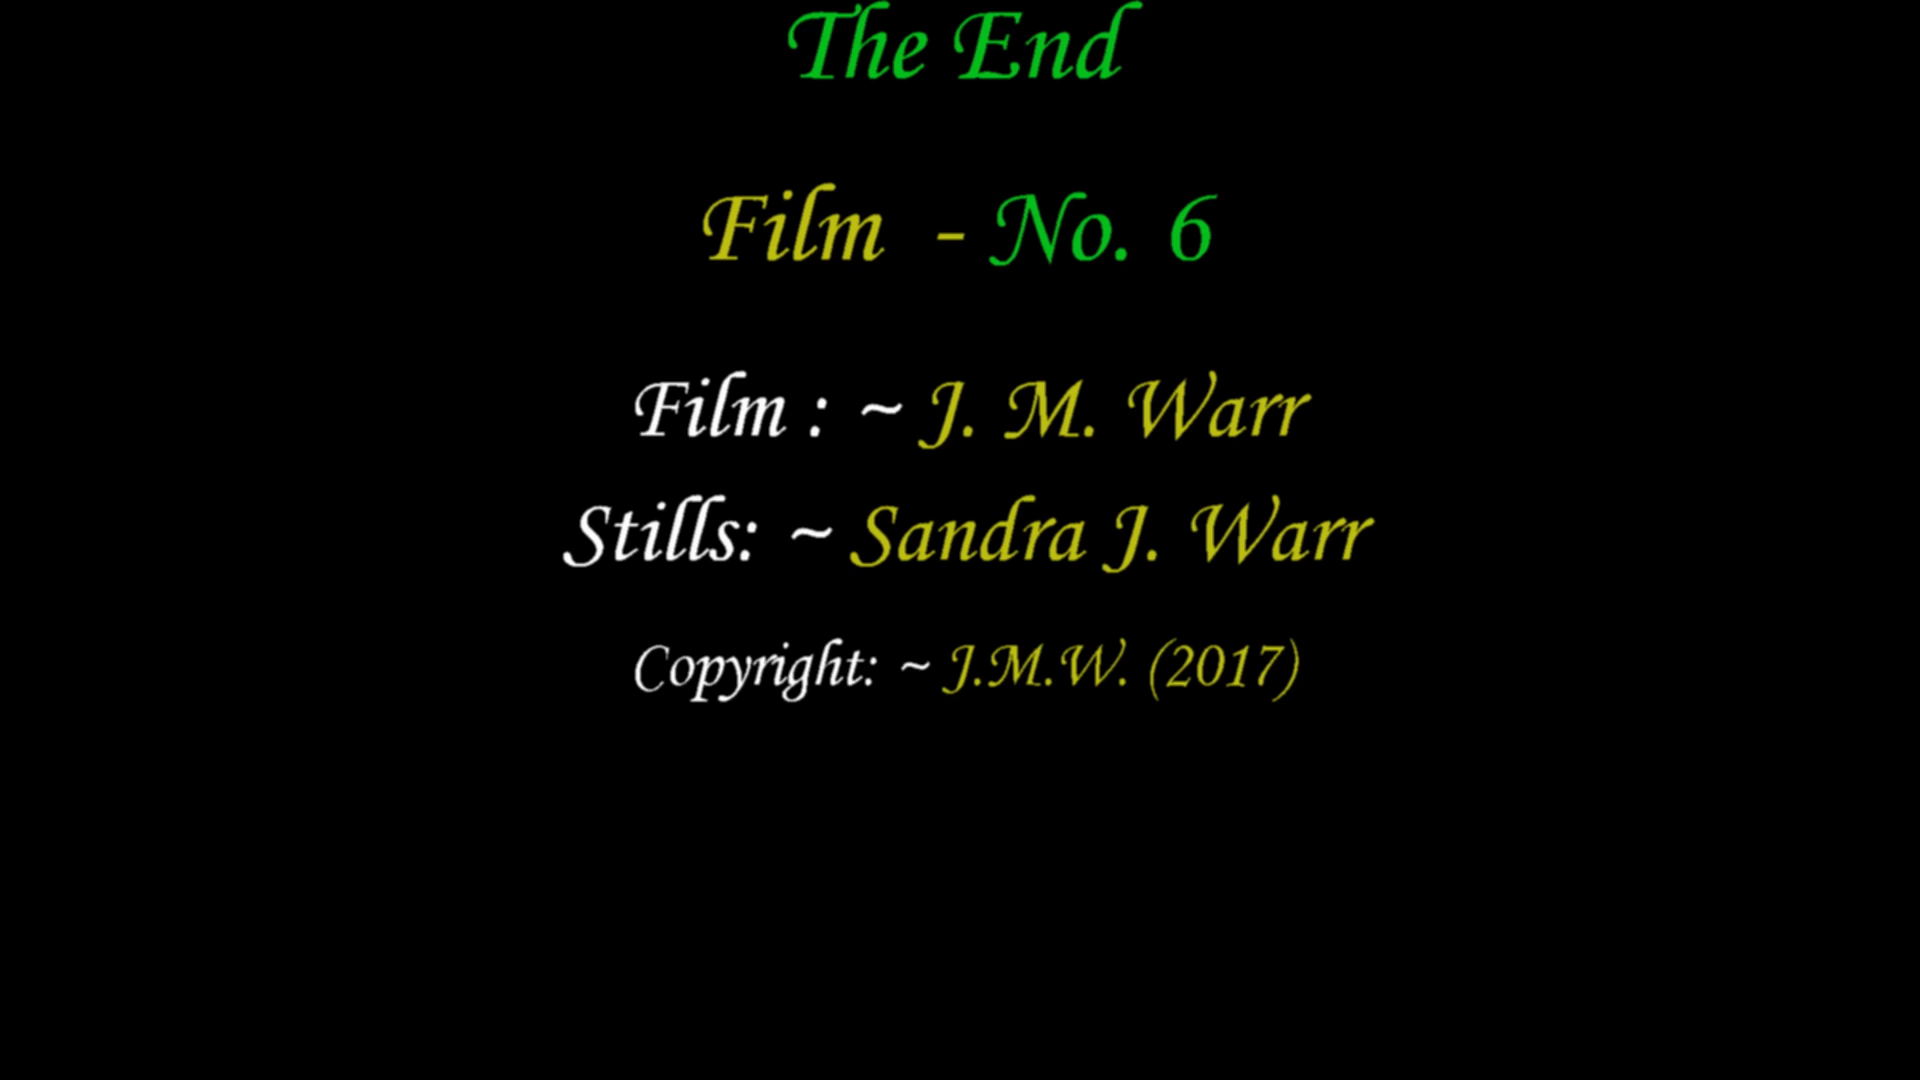 The End
Film - No. 6
Film : ~ J. M. Warr
Stills: ~ Sandra J. Warr
Copyright: ~ J.M.W. (2017)